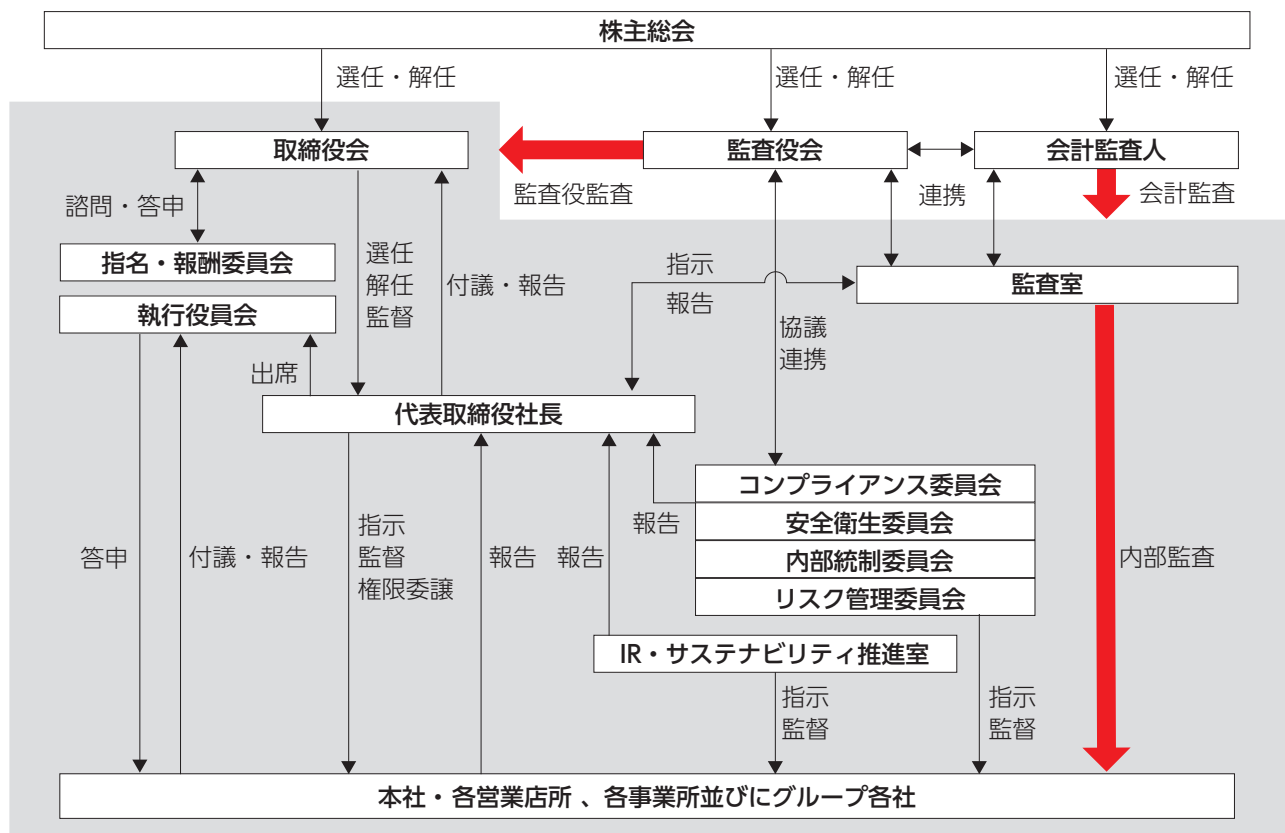 株主総会
選任・解任
選任・解任
選任・解任
取締役会
監査役会
会計監査人
諮問・答申
監査役監査
連携
会計監査
指名・報酬委員会
選任
解任
監督
付議・報告
指示
報告
監査室
執行役員会
協議
連携
出席
代表取締役社長
コンプライアンス委員会
安全衛生委員会
内部統制委員会
リスク管理委員会
報告
答申
付議・報告
指示
監督
権限委譲
報告
報告
内部監査
IR・サステナビリティ推進室
指示
監督
指示
監督
本社・各営業店所 、各事業所並びにグループ各社